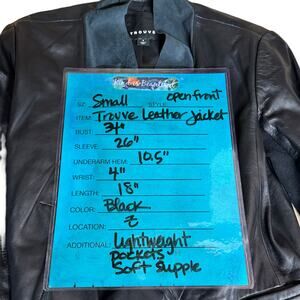 TROUVE
SZ: Small STYLE: open front
ITEM: Trouve Leather Jacket
BUST: 34"
SLEEVE: 26"
UNDERARM HEM: 10.5"
WRIST: 4"
LENGTH: 18"
COLOR: Black
LOCATION: Z
ADDITIONAL: Lightweight
pockets
Soft Supple